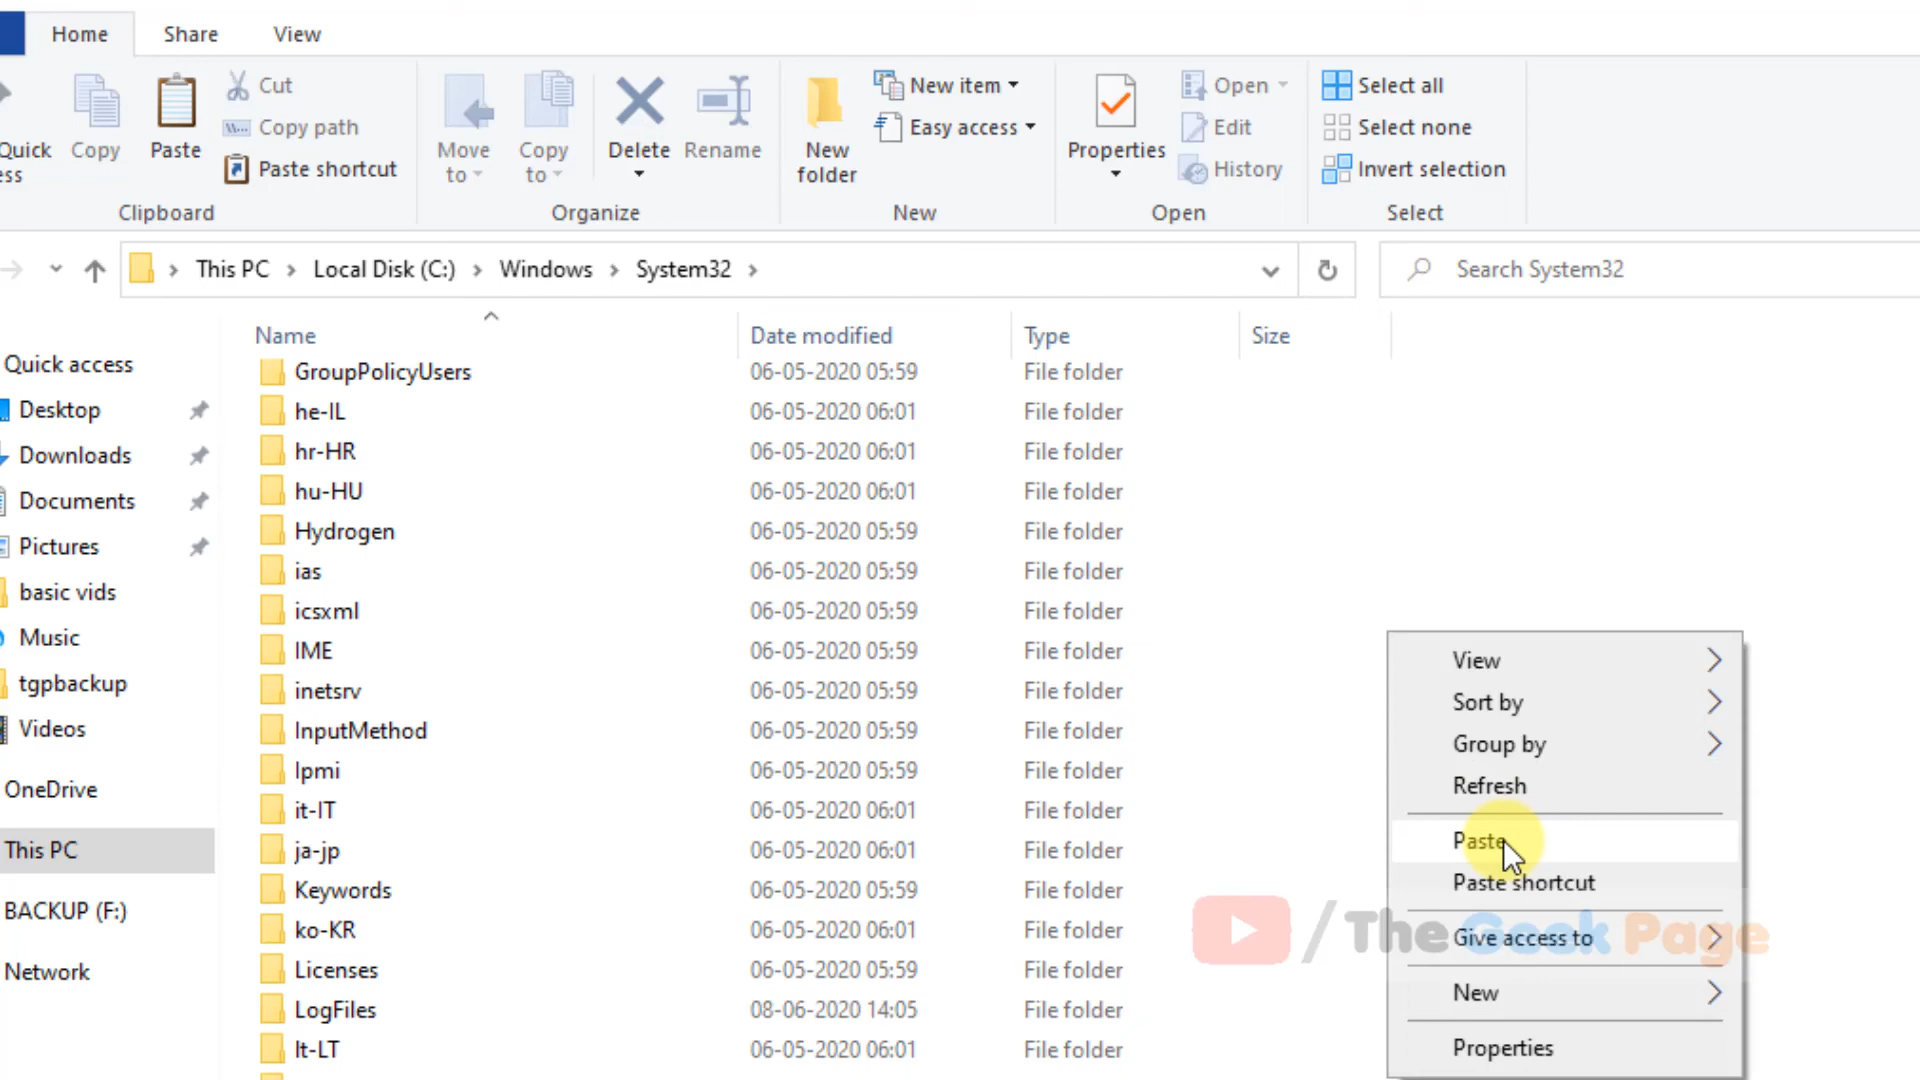 Home Share View
Quick
ess
Copy
Paste
Cut
Copy path
Paste shortcut
Clipboard
Move
to
Copy
to
Delete
Rename
Organize
New
folder
New item
Easy access
New
Properties
Open
Edit
History
Open
Select all
Select none
Invert selection
Select
This PC Local Disk (C:) Windows System32
Search System32
Name Date modified Type Size
Quick access
Desktop
Downloads
Documents
Pictures
basic vids
Music
tgpbackup
Videos
OneDrive
This PC
BACKUP (F:)
Network
GroupPolicyUsers 06-05-2020 05:59 File folder
he-IL 06-05-2020 06:01 File folder
hr-HR 06-05-2020 06:01 File folder
hu-HU 06-05-2020 06:01 File folder
Hydrogen 06-05-2020 05:59 File folder
ias 06-05-2020 05:59 File folder
icsxml 06-05-2020 05:59 File folder
IME 06-05-2020 05:59 File folder
inetsrv 06-05-2020 05:59 File folder
InputMethod 06-05-2020 05:59 File folder
Ipmi 06-05-2020 05:59 File folder
it-IT 06-05-2020 06:01 File folder
ja-jp 06-05-2020 06:01 File folder
Keywords 06-05-2020 05:59 File folder
ko-KR 06-05-2020 06:01 File folder
Licenses 06-05-2020 05:59 File folder
LogFiles 08-06-2020 14:05 File folder
lt-LT 06-05-2020 06:01 File folder
View
Sort by
Group by
Refresh
Paste
Paste shortcut
Give access to
New
Properties
/The Geek Page